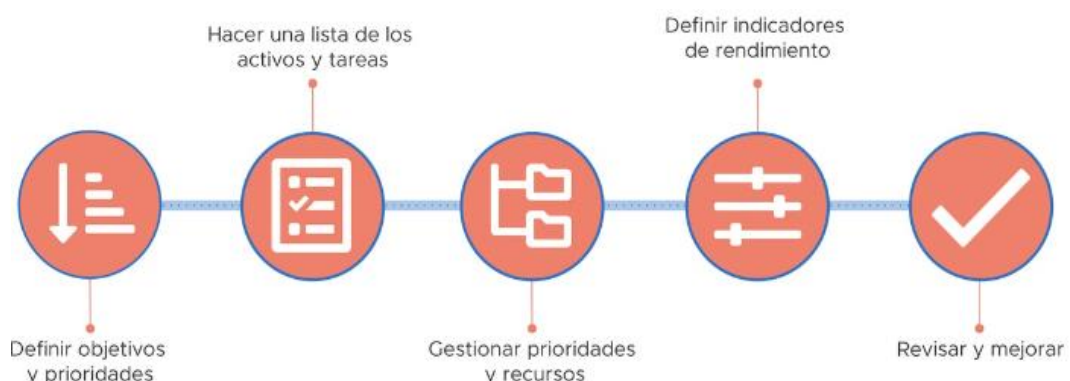 Definir objetivos
y prioridades
Hacer una lista de los
activos y tareas
Gestionar prioridades
y recursos
Definir indicadores
de rendimiento
Revisar y mejorar